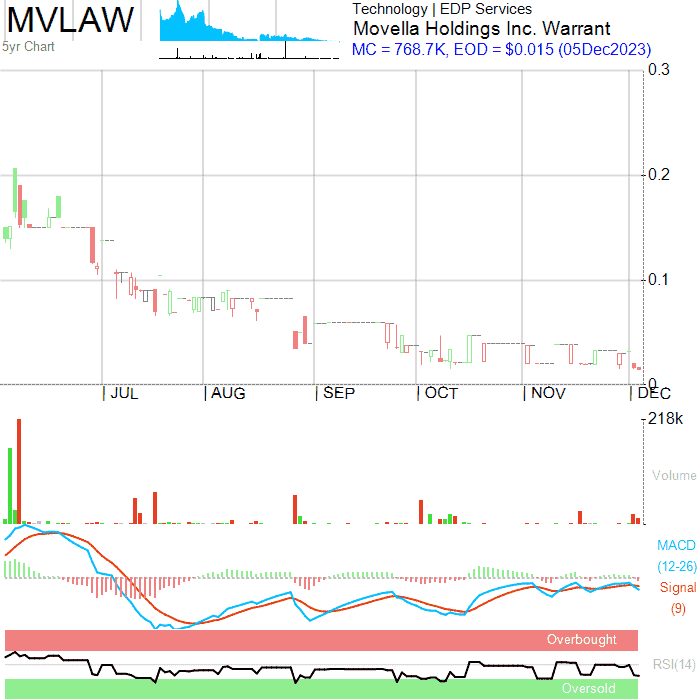 MVLAW
5yr Chart
Technology | EDP Services
Movella Holdings Inc. Warrant
MC = 768.7K, EOD = $0.015 (05Dec2023)
0.3
0.2
0.1
0
JUL AUG SEP OCT NOV DEC
218k
Volume
MACD
(12-26)
Signal
(9)
Overbought
RSI(14)
Oversold